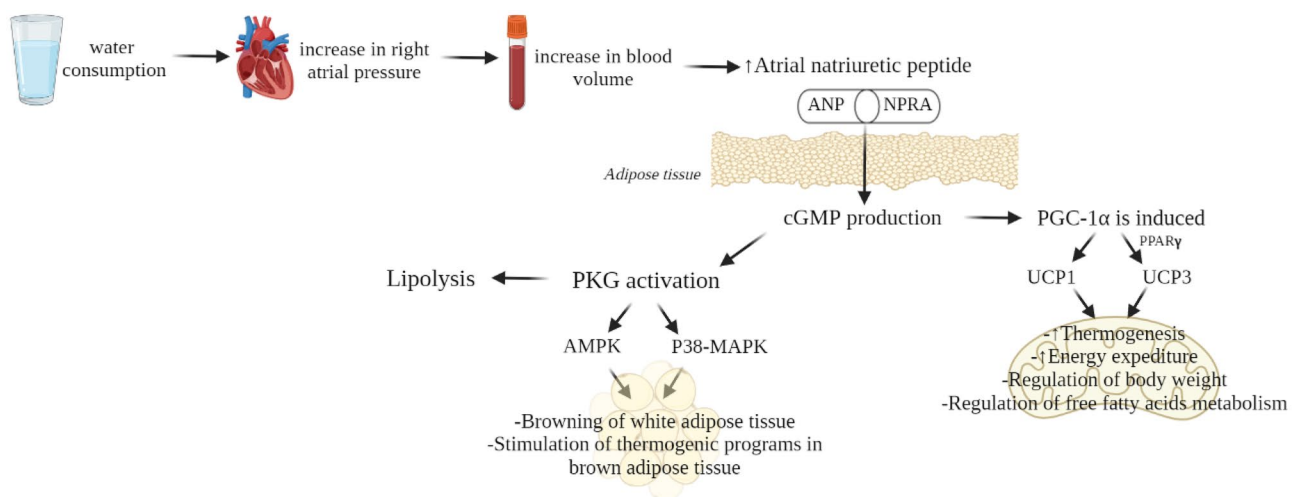 water
consumption
increase in right
atrial pressure
increase in blood
volume
↑Atrial natriuretic peptide
ANP
NPRA
Adipose tissue
cGMP production
PGC-1α is induced
PPARγ
UCP1
UCP3
Lipolysis
PKG activation
AMPK
P38-MAPK
-↑Thermogenesis
-↑Energy expediture
-Regulation of body weight
-Regulation of free fatty acids metabolism
-Browning of white adipose tissue
-Stimulation of thermogenic programs in
brown adipose tissue